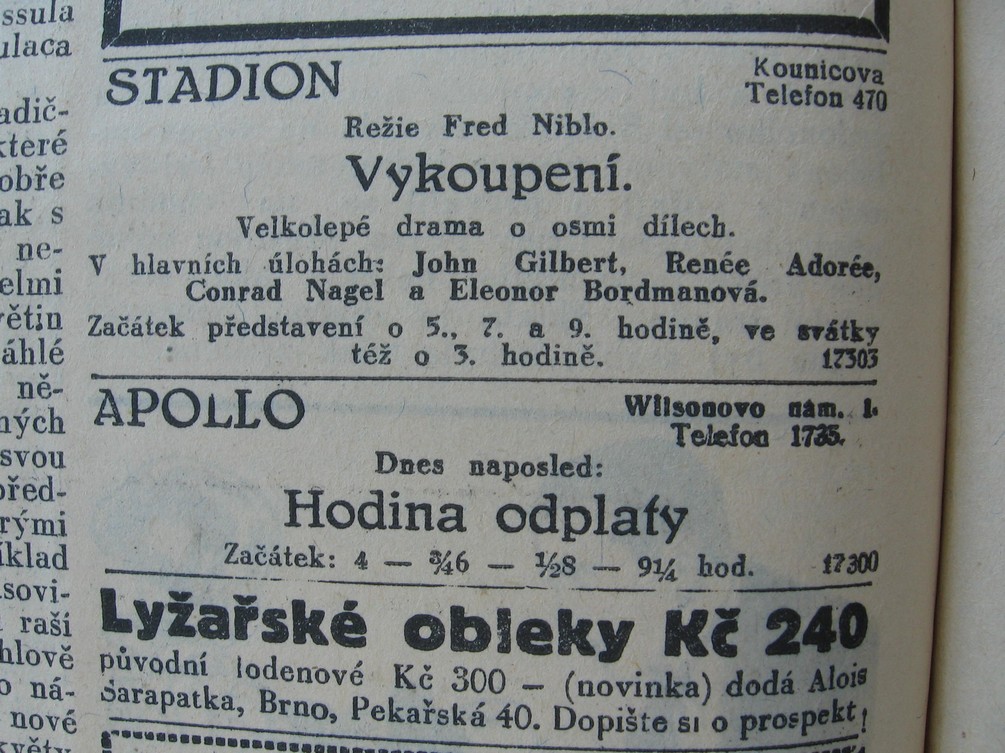 ssula
ulaca
adič-
které
obře
ak s
ne-
elmi
větin
áhlé
ně-
ných
svou
před-
rými
íklad
sovi-
raší
hlově
o ná-
nové
květy
STADION
Kounicova
Telefon 470
Režie Fred Niblo.
Vykoupení.
Velkolepé drama o osmi dílech.
V hlavních úlohách: John Gilbert, Renée Adorée,
Conrad Nagel a Eleonor Bordmanová.
Začátek představení o 5., 7. a 9. hodině, ve svátky
též o 3. hodině. 17303
APOLLO
Wilsonovo nám. 1.
Telefon 1735.
Dnes naposled:
Hodina odplaty
Začátek: 4 — ¾6 — ½8 — 9¼ hod. 17300
Lyžařské obleky Kč 240
původní lodenové Kč 300 — (novinka) dodá Alois
Šarapatka, Brno, Pekařská 40. Dopište si o prospekt!